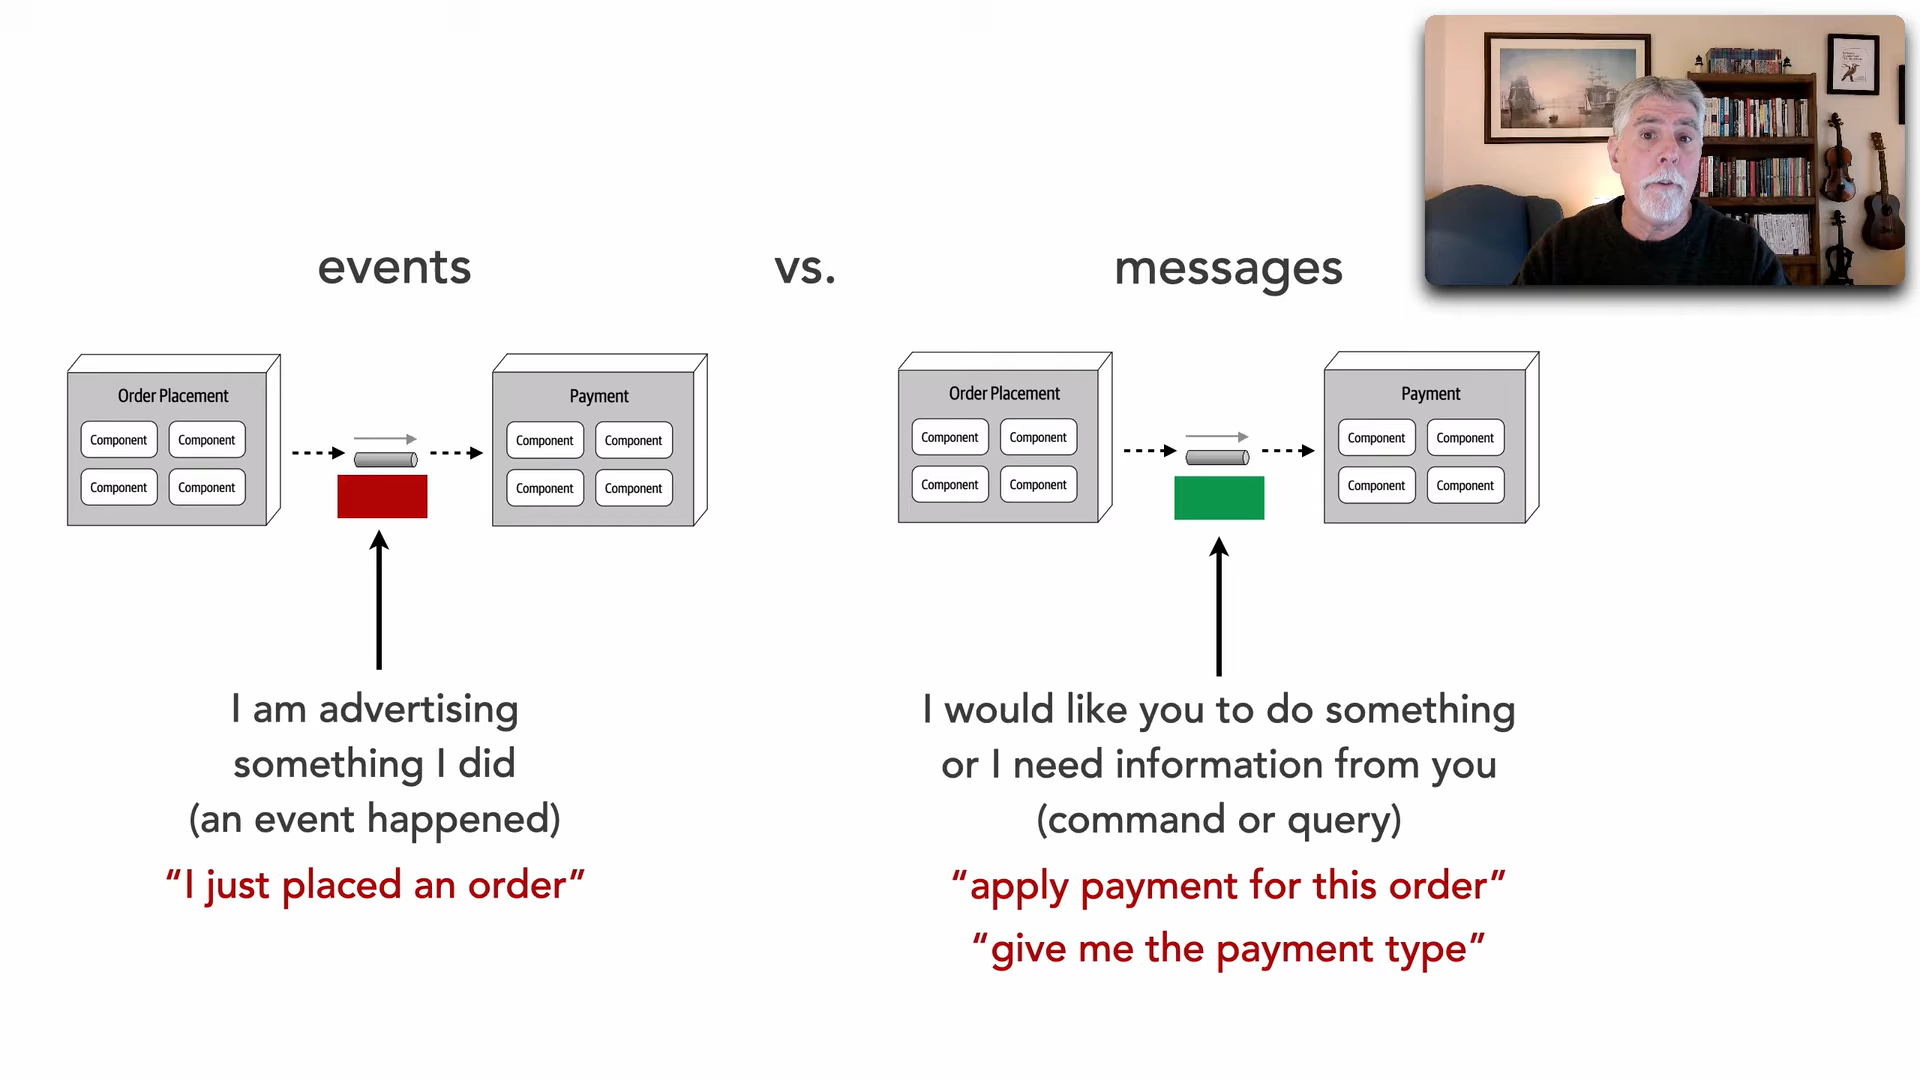 events
vs.
messages
Order Placement
Component
Component
Component
Component
Payment
Component
Component
Component
Component
Order Placement
Component
Component
Component
Component
Payment
Component
Component
Component
Component
I am advertising
something I did
(an event happened)
“I just placed an order”
I would like you to do something
or I need information from you
(command or query)
“apply payment for this order”
“give me the payment type”